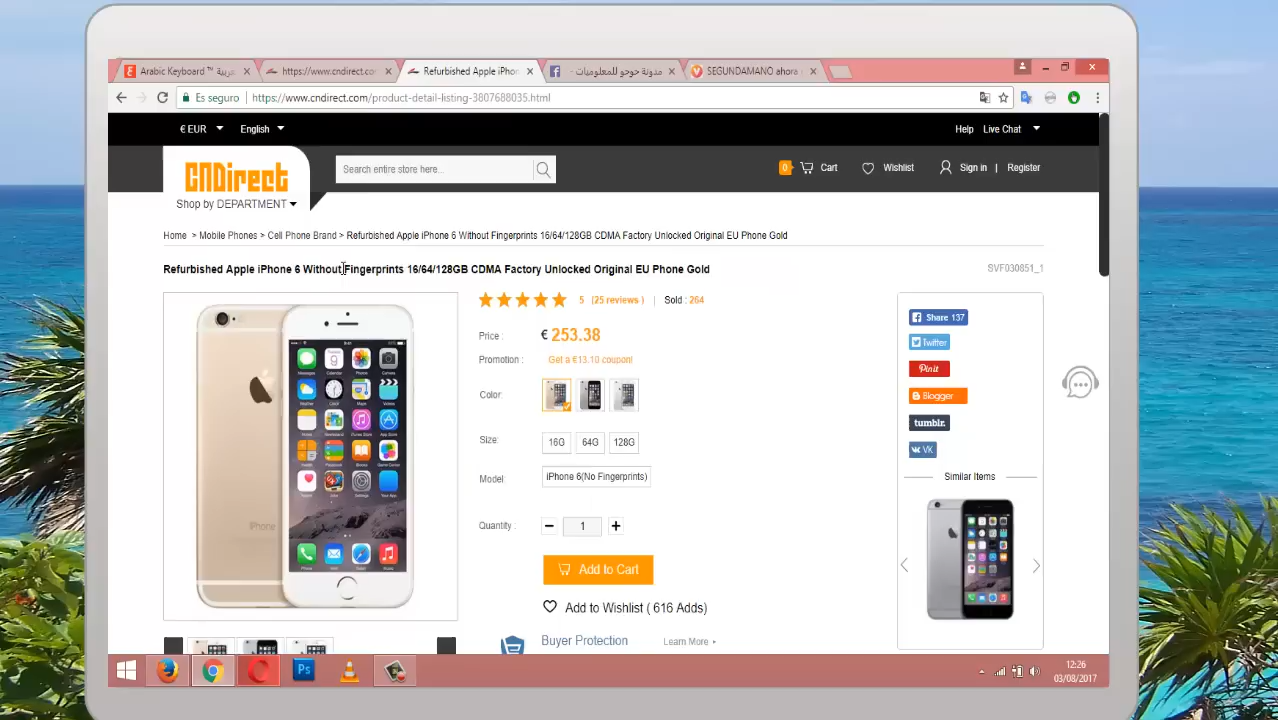 Arabic Keyboard ™ عربية
https://www.cndirect.co
Refurbished Apple iPhon
مدونة حوحو للمعلوميات -
SEGUNDAMANO ahora
Es seguro https://www.cndirect.com/product-detail-listing-3807688035.html
€ EUR English Help Live Chat
CNDirect
Search entire store here...
0 Cart Wishlist Sign in | Register
Shop by DEPARTMENT
Home > Mobile Phones > Cell Phone Brand > Refurbished Apple iPhone 6 Without Fingerprints 16/64/128GB CDMA Factory Unlocked Original EU Phone Gold
Refurbished Apple iPhone 6 Without Fingerprints 16/64/128GB CDMA Factory Unlocked Original EU Phone Gold
SVF030851_1
5 (25 reviews ) | Sold : 264
Price : € 253.38
Promotion : Get a €13.10 coupon!
Color:
Size: 16G 64G 128G
Model: iPhone 6(No Fingerprints)
Quantity : 1
Add to Cart
Add to Wishlist ( 616 Adds)
Buyer Protection Learn More
Share 137
Twitter
Pinit
Blogger
tumblr.
VK
Similar Items
iPhone
Ps
12:26
03/08/2017